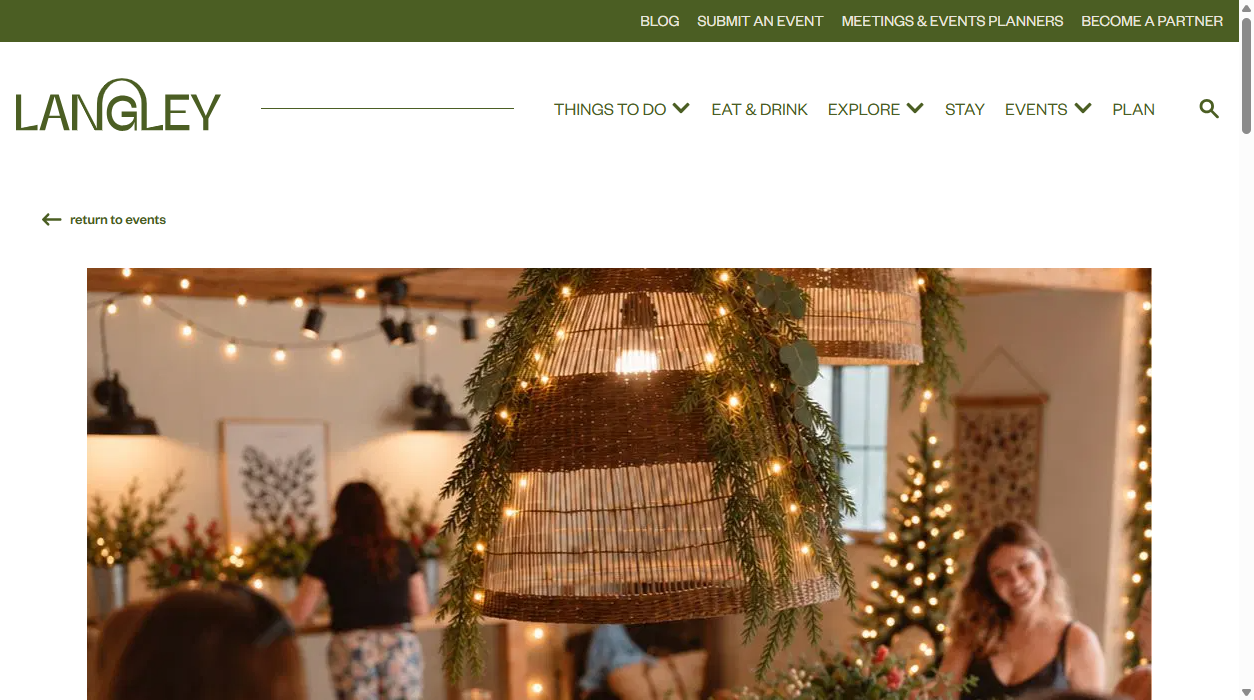 BLOG SUBMIT AN EVENT MEETINGS & EVENTS PLANNERS BECOME A PARTNER
LANGLEY THINGS TO DO EAT & DRINK EXPLORE STAY EVENTS PLAN
return to events